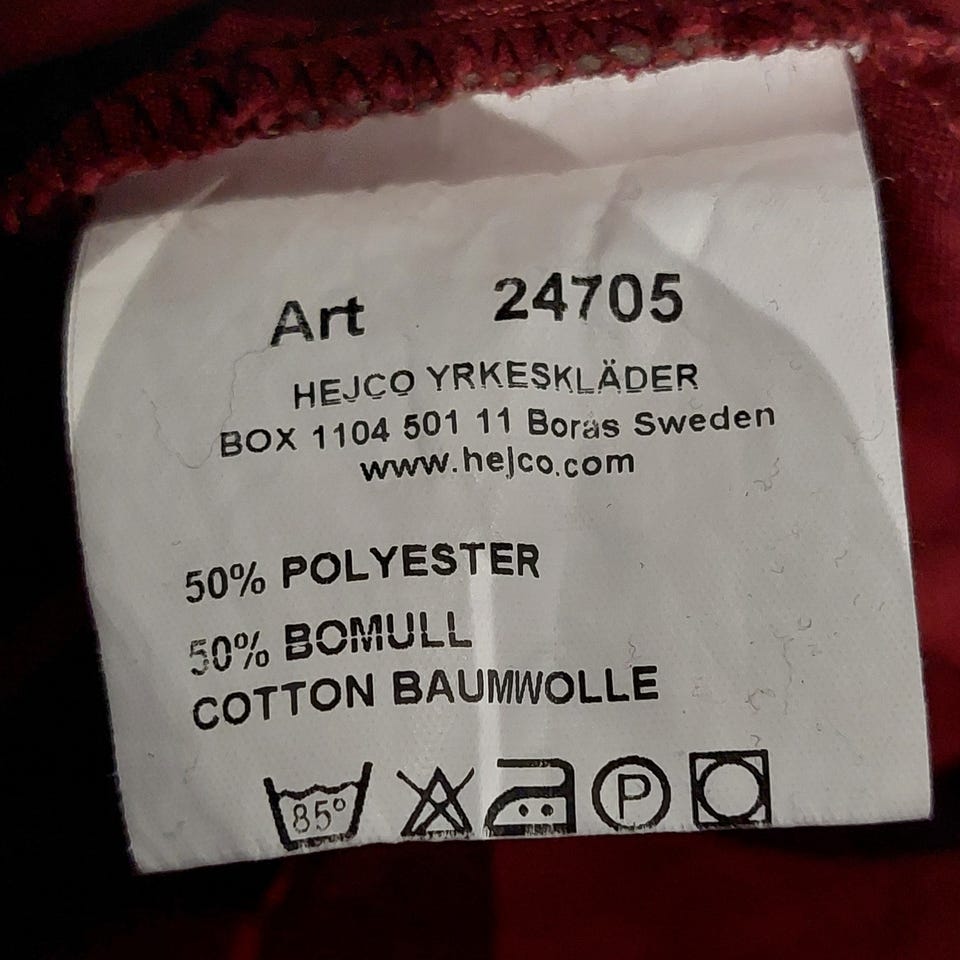 Art 24705
HEJCO YRKESKLÄDER
BOX 1104 501 11 Borås Sweden
www.hejco.com
50% POLYESTER
50% BOMULL
COTTON BAUMWOLLE
85° P